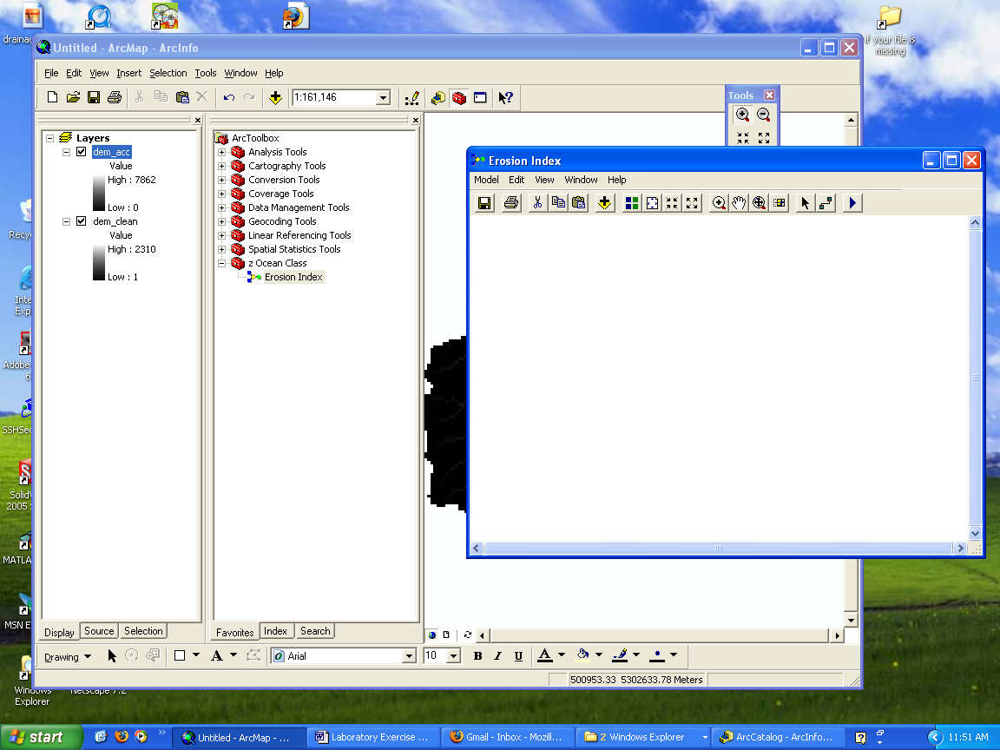 drainag
If your file is
missing
Untitled - ArcMap - ArcInfo
File Edit View Insert Selection Tools Window Help
1:161,146
Tools
Layers
dem_acc
Value
High : 7862
Low : 0
dem_clean
Value
High : 2310
Low : 1
Display Source Selection
ArcToolbox
Analysis Tools
Cartography Tools
Conversion Tools
Coverage Tools
Data Management Tools
Geocoding Tools
Linear Referencing Tools
Spatial Statistics Tools
z Ocean Class
Erosion Index
Favorites Index Search
Erosion Index
Model Edit View Window Help
Recyc
Inte
Exp
Adobe
6
SSHSec
SolidW
2005
MATLA
MSN E
Windows
Explorer
Netscape 7.2
Drawing A Arial 10 B I U A
500953.33 5302633.78 Meters
start Untitled - ArcMap - ... Laboratory Exercise ... Gmail - Inbox - Mozill... 2 Windows Explorer ArcCatalog - ArcInfo... 11:51 AM